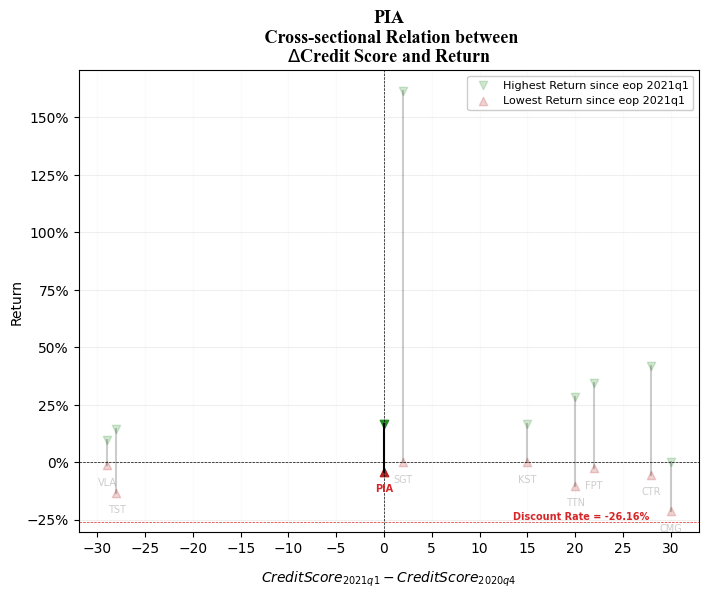 PIA
Cross-sectional Relation between
ΔCredit Score and Return
Highest Return since eop 2021q1
Lowest Return since eop 2021q1
150%
125%
100%
75%
50%
25%
0%
−25%
Return
VLA
TST
PIA
SGT
KST
TTN
FPT
CTR
CMG
Discount Rate = -26.16%
−30 −25 −20 −15 −10 −5 0 5 10 15 20 25 30
CreditScore2021q1 − CreditScore2020q4